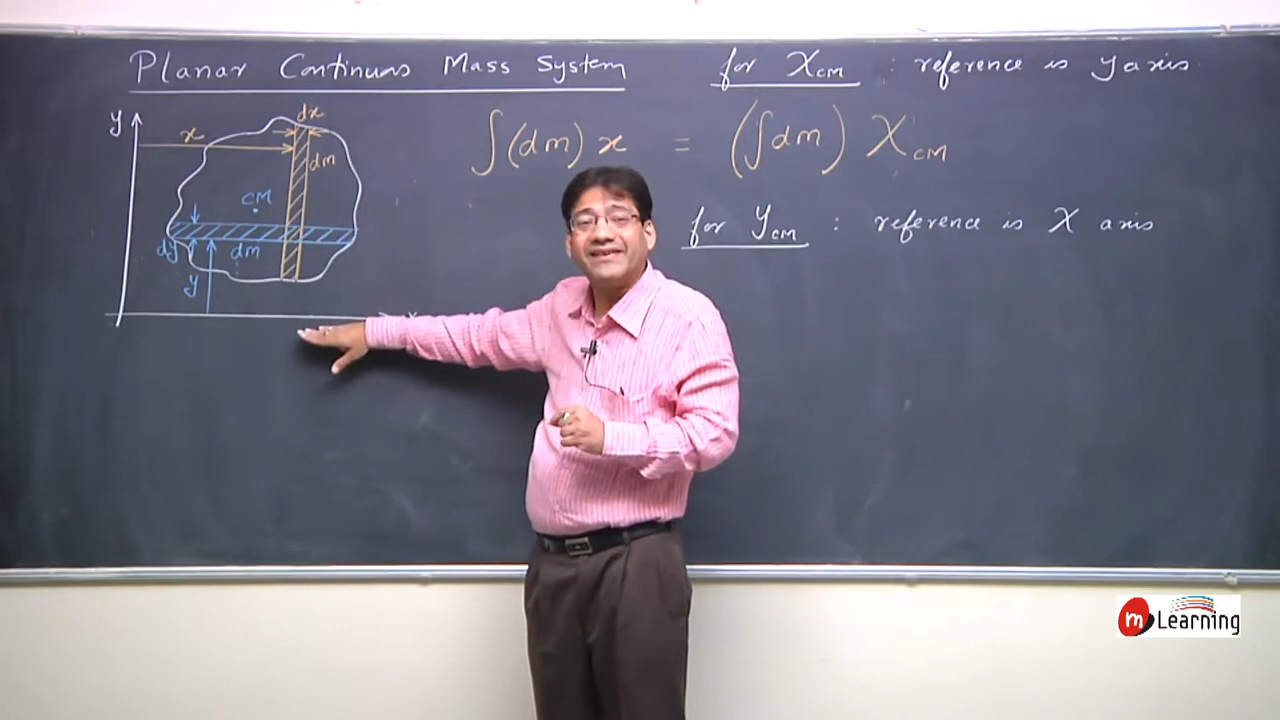 Planar Continuos Mass System
for XCM : reference is y axis
y
dx
x
dm
∫(dm) x = (∫dm) XCM
CM
for YCM : reference is X axis
dy
dm
y
x
m Learning